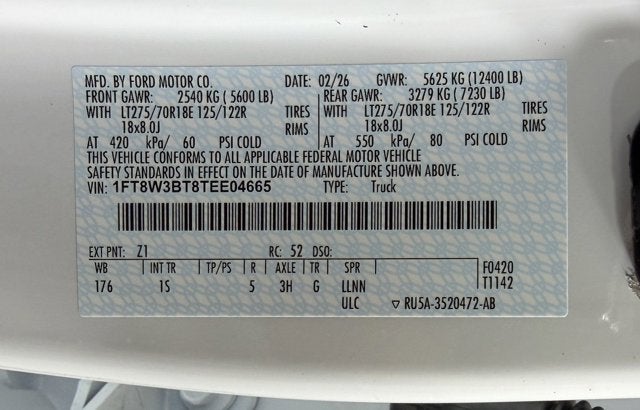 MFD. BY FORD MOTOR CO. DATE: 02/26 GVWR: 5625 KG (12400 LB)
FRONT GAWR: 2540 KG (5600 LB) REAR GAWR: 3279 KG (7230 LB)
WITH LT275/70R18E 125/122R TIRES WITH LT275/70R18E 125/122R TIRES
18x8.0J RIMS 18x8.0J RIMS
AT 420 kPa/ 60 PSI COLD AT 550 kPa/ 80 PSI COLD
THIS VEHICLE CONFORMS TO ALL APPLICABLE FEDERAL MOTOR VEHICLE
SAFETY STANDARDS IN EFFECT ON THE DATE OF MANUFACTURE SHOWN ABOVE.
VIN: 1FT8W3BT8TEE04665 TYPE: Truck
EXT PNT: Z1 RC: 52 DSO:
WB INT TR TP/PS R AXLE TR SPR F0420
176 1S 5 3H G LLNN T1142
ULC ▽ RU5A-3520472-AB